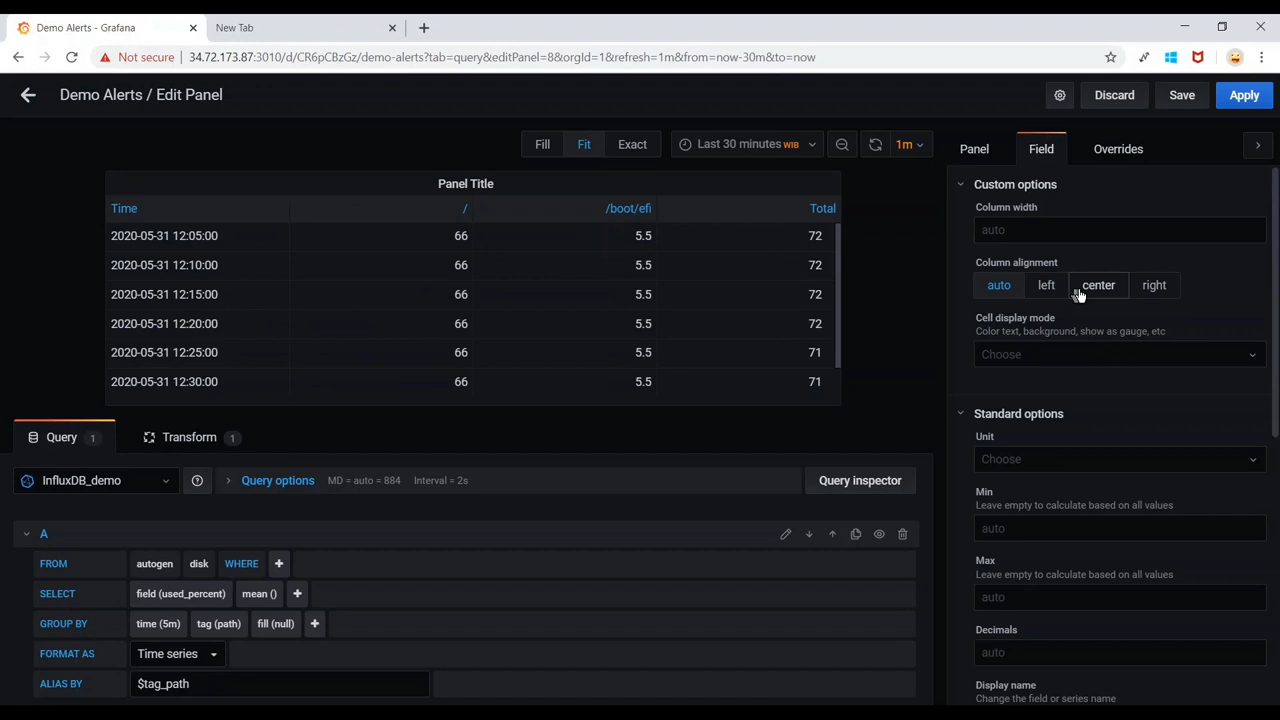 Demo Alerts - Grafana
New Tab
Not secure 34.72.173.87:3010/d/CR6pCBzGz/demo-alerts?tab=query&editPanel=8&orgId=1&refresh=1m&from=now-30m&to=now
Demo Alerts / Edit Panel
Discard Save Apply
Fill Fit Exact Last 30 minutes WIB 1m
Panel Field Overrides
Panel Title
Time / /boot/efi Total
2020-05-31 12:05:00 66 5.5 72
2020-05-31 12:10:00 66 5.5 72
2020-05-31 12:15:00 66 5.5 72
2020-05-31 12:20:00 66 5.5 72
2020-05-31 12:25:00 66 5.5 71
2020-05-31 12:30:00 66 5.5 71
Query 1 Transform 1
InfluxDB_demo Query options MD = auto = 884 Interval = 2s Query inspector
A
FROM autogen disk WHERE +
SELECT field (used_percent) mean () +
GROUP BY time (5m) tag (path) fill (null) +
FORMAT AS Time series
ALIAS BY $tag_path
Custom options
Column width
auto
Column alignment
auto left center right
Cell display mode
Color text, background, show as gauge, etc
Choose
Standard options
Unit
Choose
Min
Leave empty to calculate based on all values
auto
Max
Leave empty to calculate based on all values
auto
Decimals
auto
Display name
Change the field or series name